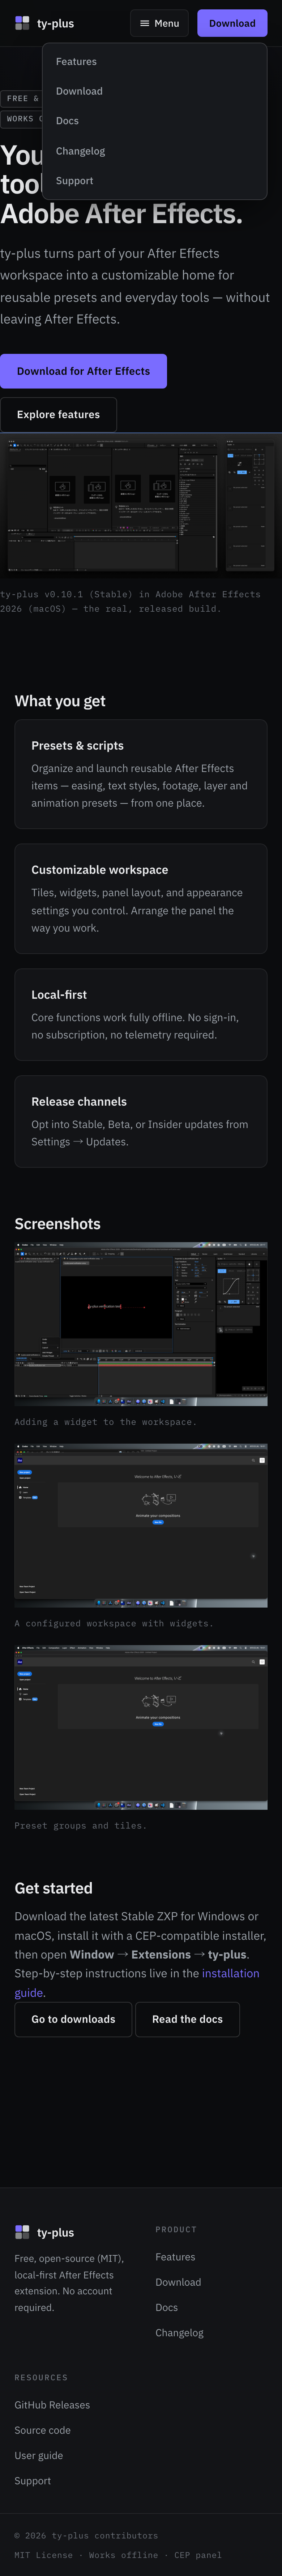 ty-plus
Menu
Download
Features
Download
Docs
Changelog
Support
FREE &
WORKS
You
tool
Adobe After Effects.
ty-plus turns part of your After Effects
workspace into a customizable home for
reusable presets and everyday tools — without
leaving After Effects.
Download for After Effects
Explore features
ty-plus v0.10.1 (Stable) in Adobe After Effects
2026 (macOS) — the real, released build.
What you get
Presets & scripts
Organize and launch reusable After Effects
items — easing, text styles, footage, layer and
animation presets — from one place.
Customizable workspace
Tiles, widgets, panel layout, and appearance
settings you control. Arrange the panel the
way you work.
Local-first
Core functions work fully offline. No sign-in,
no subscription, no telemetry required.
Release channels
Opt into Stable, Beta, or Insider updates from
Settings → Updates.
Screenshots
Adding a widget to the workspace.
Animate your compositions
A configured workspace with widgets.
Animate your compositions
Preset groups and tiles.
Get started
Download the latest Stable ZXP for Windows or
macOS, install it with a CEP-compatible installer,
then open Window → Extensions → ty-plus.
Step-by-step instructions live in the installation
guide.
Go to downloads
Read the docs
ty-plus
Free, open-source (MIT),
local-first After Effects
extension. No account
required.
PRODUCT
Features
Download
Docs
Changelog
RESOURCES
GitHub Releases
Source code
User guide
Support
© 2026 ty-plus contributors
MIT License · Works offline · CEP panel